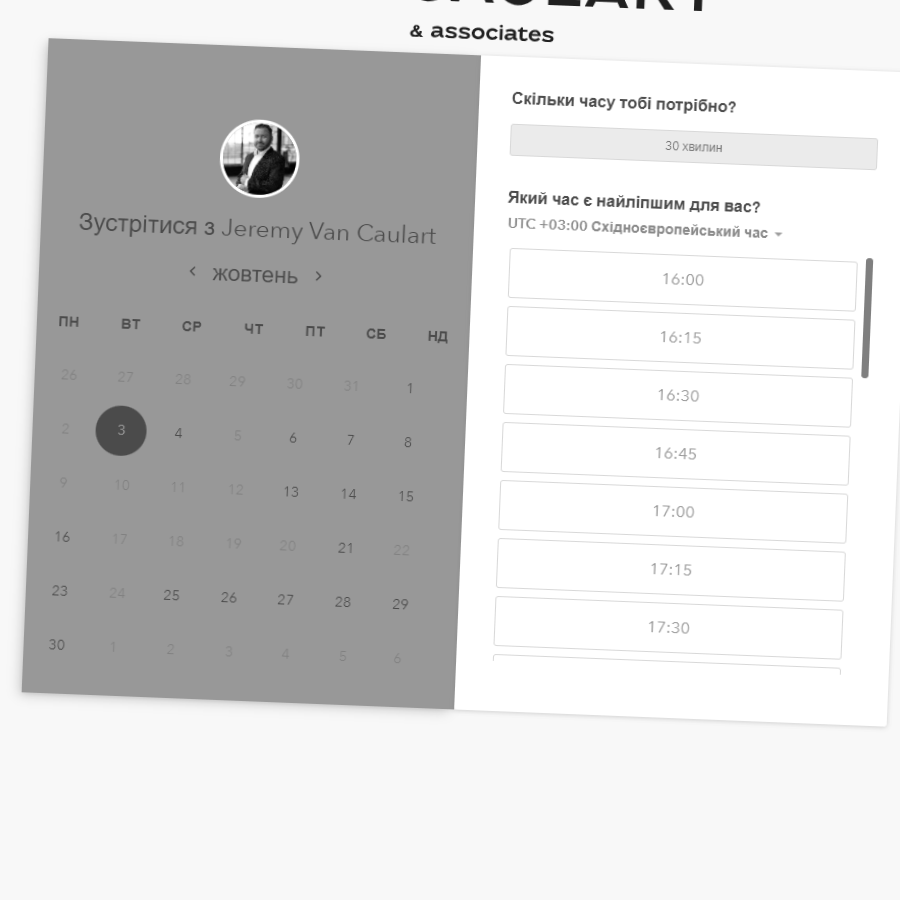 & associates
Зустрітися з Jeremy Van Caulart
жовтень
ПН ВТ СР ЧТ ПТ СБ НД
26 27 28 29 30 31 1
2 3 4 5 6 7 8
9 10 11 12 13 14 15
16 17 18 19 20 21 22
23 24 25 26 27 28 29
30 1 2 3 4 5 6
Скільки часу тобі потрібно?
30 хвилин
Який час є найліпшим для вас?
UTC +03:00 Східноєвропейський час
16:00
16:15
16:30
16:45
17:00
17:15
17:30